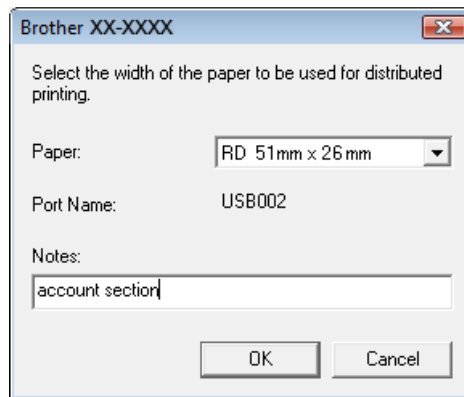 Brother XX-XXXX
Select the width of the paper to be used for distributed
printing.
Paper: RD 51mm x 26mm
Port Name: USB002
Notes:
account section
OK Cancel